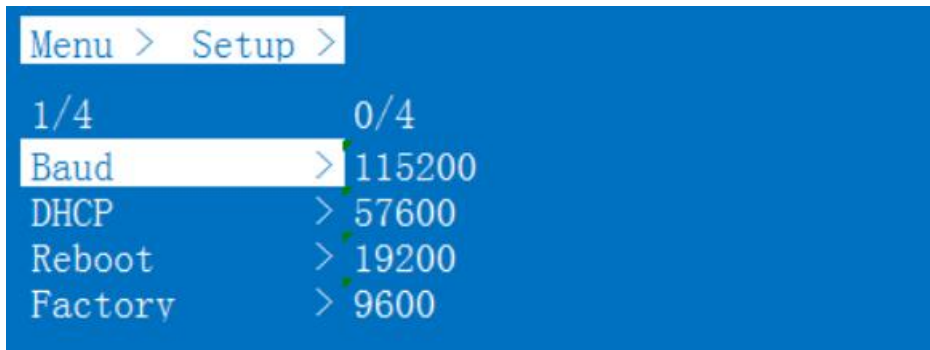 Menu > Setup >
1/4 0/4
Baud > 115200
DHCP > 57600
Reboot > 19200
Factory > 9600